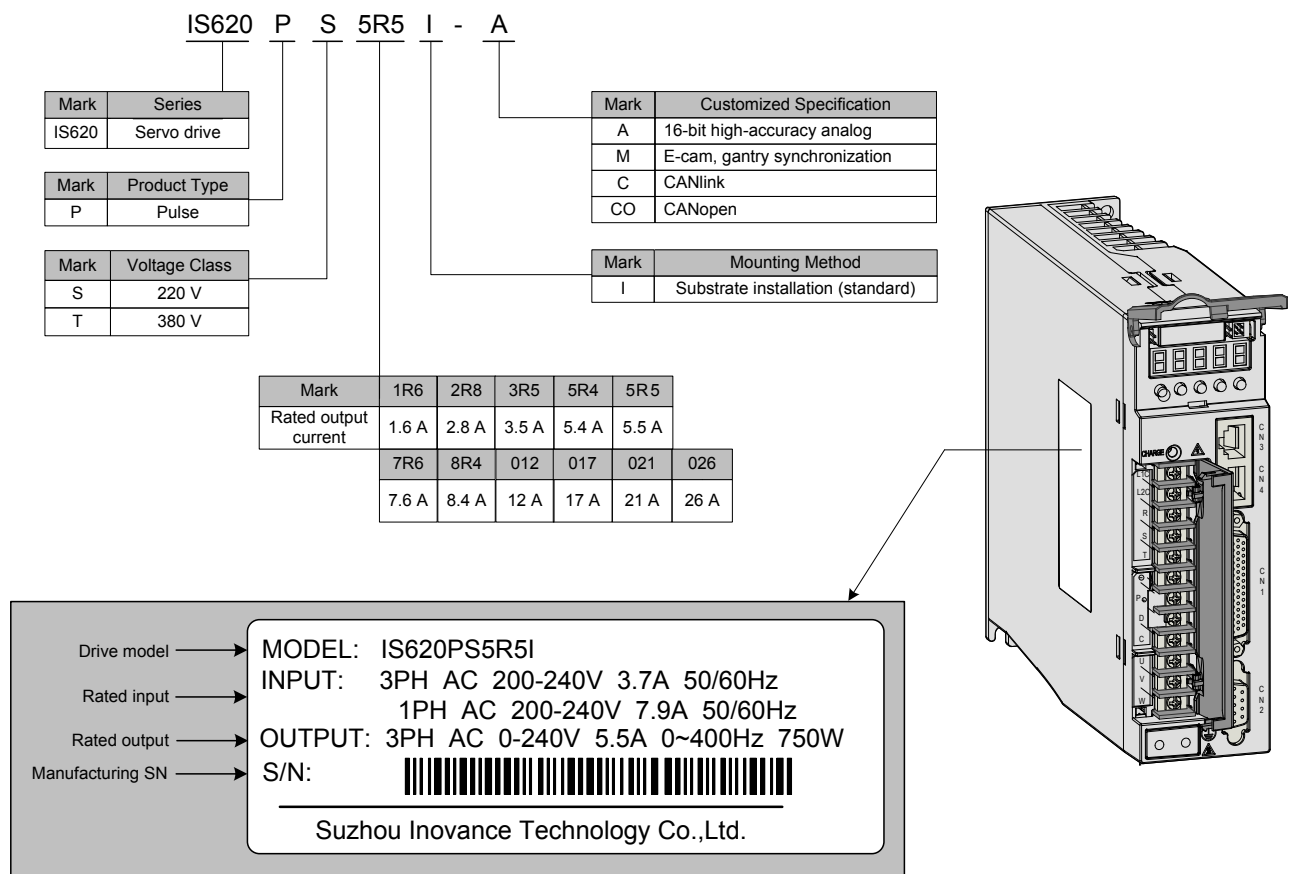 IS620 P S 5R5 I - A
Mark Series
IS620 Servo drive
Mark Product Type
P Pulse
Mark Voltage Class
S 220 V
T 380 V
Mark Customized Specification
A 16-bit high-accuracy analog
M E-cam, gantry synchronization
C CANlink
CO CANopen
Mark Mounting Method
I Substrate installation (standard)
Mark 1R6 2R8 3R5 5R4 5R5
Rated output
current
1.6 A 2.8 A 3.5 A 5.4 A 5.5 A
7R6 8R4 012 017 021 026
7.6 A 8.4 A 12 A 17 A 21 A 26 A
Drive model
Rated input
Rated output
Manufacturing SN
MODEL: IS620PS5R5I
INPUT: 3PH AC 200-240V 3.7A 50/60Hz
1PH AC 200-240V 7.9A 50/60Hz
OUTPUT: 3PH AC 0-240V 5.5A 0~400Hz 750W
S/N:
Suzhou Inovance Technology Co.,Ltd.
CHARGE
L1C
L2C
R
S
T
P
D
C
U
V
W
CN3
CN4
CN1
CN2